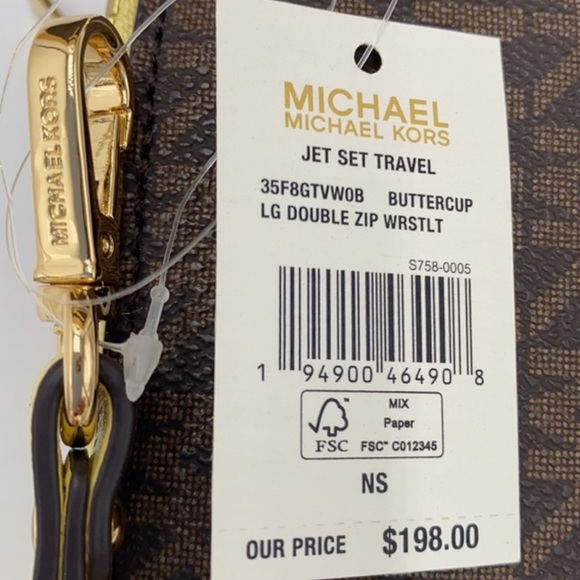 MICHAEL KORS
MICHAEL
MICHAEL KORS
JET SET TRAVEL
35F8GTVW0B BUTTERCUP
LG DOUBLE ZIP WRSTLT
S758-0005
1 94900 46490 8
FSC
MIX
Paper
FSC™ C012345
NS
OUR PRICE $198.00